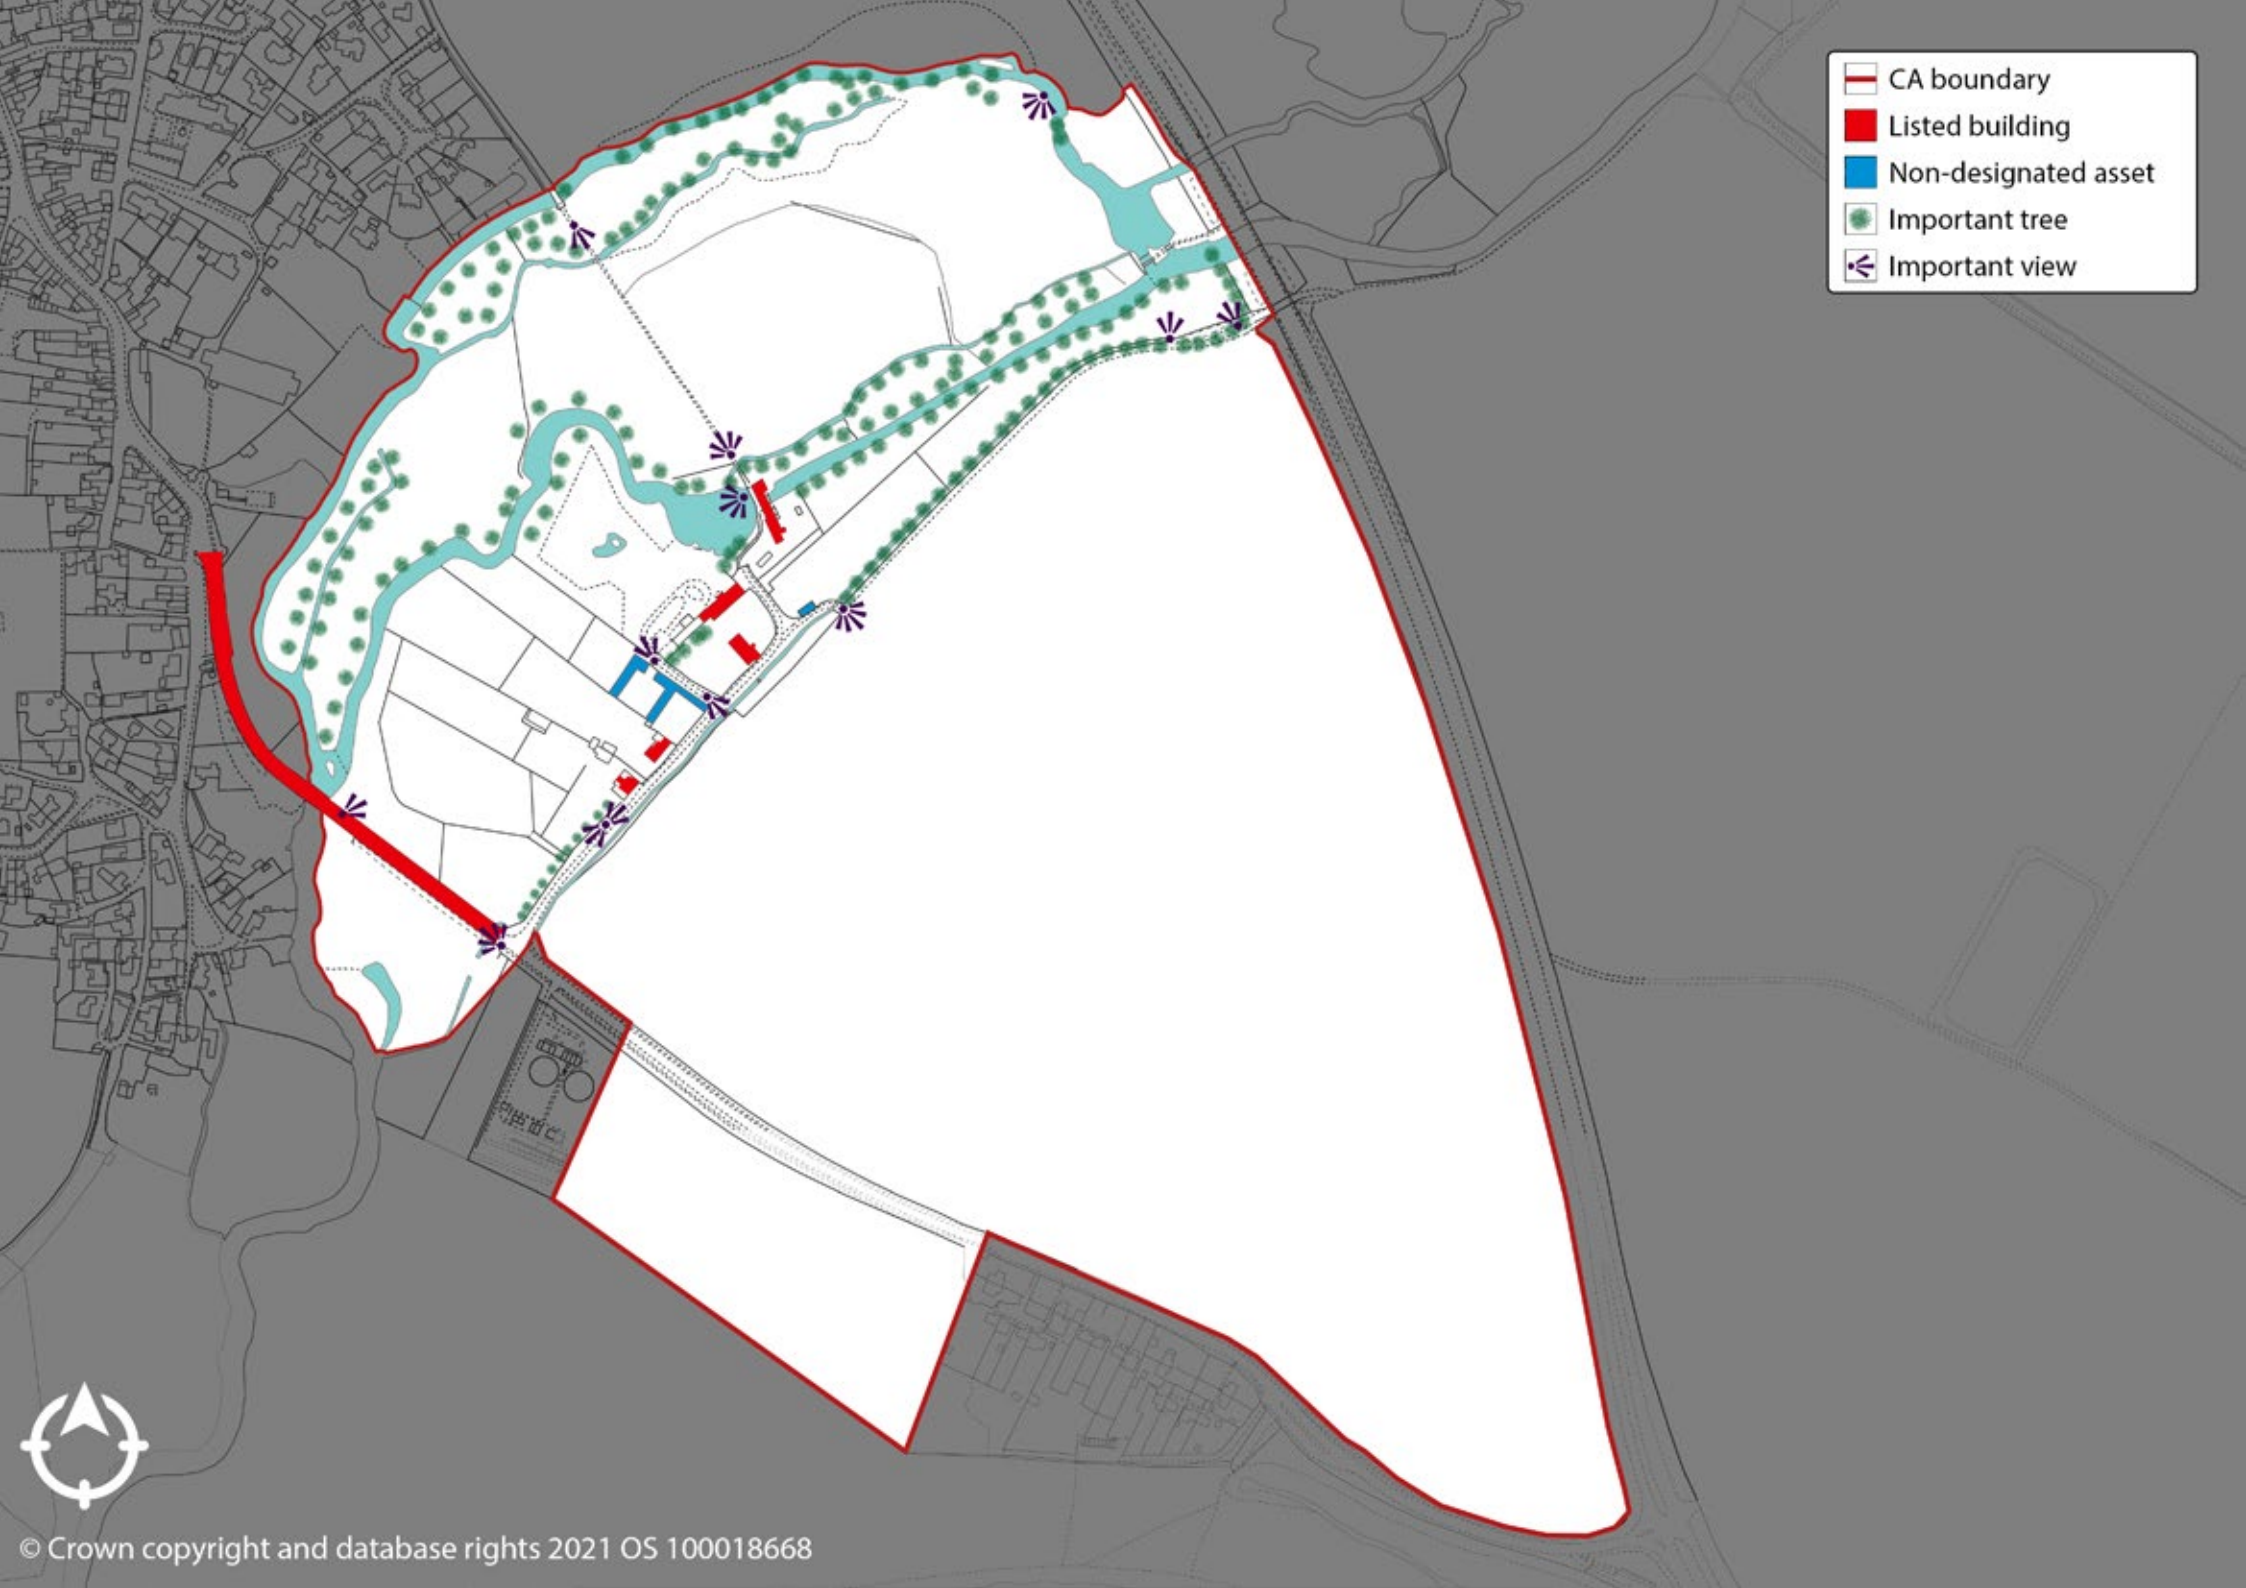 CA boundary
Listed building
Non-designated asset
Important tree
Important view
© Crown copyright and database rights 2021 OS 100018668